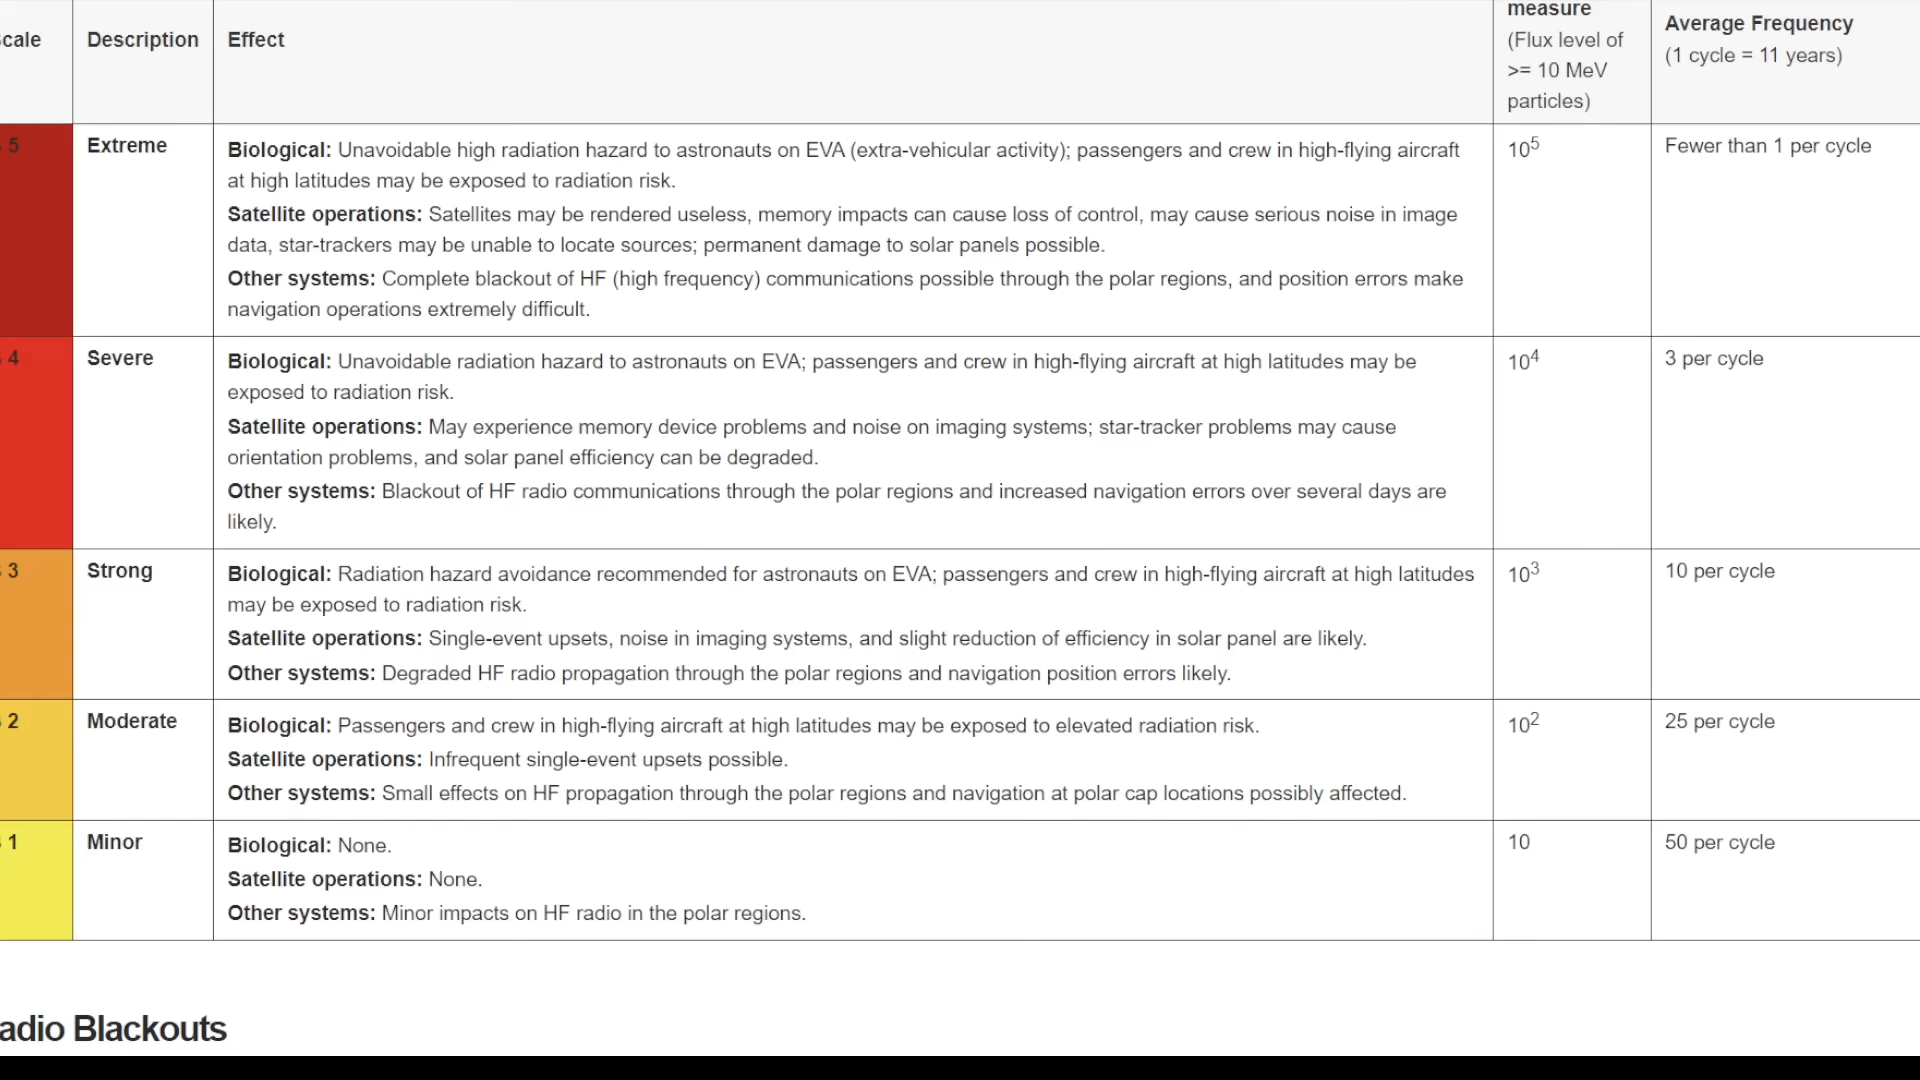 measure
Average Frequency
Description
Effect
(Flux level of
(1 cycle = 11 years)
>= 10 MeV
particles)
5
Extreme
Biological: Unavoidable high radiation hazard to astronauts on EVA (extra-vehicular activity); passengers and crew in high-flying aircraft
at high latitudes may be exposed to radiation risk.
Satellite operations: Satellites may be rendered useless, memory impacts can cause loss of control, may cause serious noise in image
data, star-trackers may be unable to locate sources; permanent damage to solar panels possible.
Other systems: Complete blackout of HF (high frequency) communications possible through the polar regions, and position errors make
navigation operations extremely difficult.
10⁵
Fewer than 1 per cycle
4
Severe
Biological: Unavoidable radiation hazard to astronauts on EVA; passengers and crew in high-flying aircraft at high latitudes may be
exposed to radiation risk.
Satellite operations: May experience memory device problems and noise on imaging systems; star-tracker problems may cause
orientation problems, and solar panel efficiency can be degraded.
Other systems: Blackout of HF radio communications through the polar regions and increased navigation errors over several days are
likely.
10⁴
3 per cycle
3
Strong
Biological: Radiation hazard avoidance recommended for astronauts on EVA; passengers and crew in high-flying aircraft at high latitudes
may be exposed to radiation risk.
Satellite operations: Single-event upsets, noise in imaging systems, and slight reduction of efficiency in solar panel are likely.
Other systems: Degraded HF radio propagation through the polar regions and navigation position errors likely.
10³
10 per cycle
2
Moderate
Biological: Passengers and crew in high-flying aircraft at high latitudes may be exposed to elevated radiation risk.
Satellite operations: Infrequent single-event upsets possible.
Other systems: Small effects on HF propagation through the polar regions and navigation at polar cap locations possibly affected.
10²
25 per cycle
1
Minor
Biological: None.
Satellite operations: None.
Other systems: Minor impacts on HF radio in the polar regions.
10
50 per cycle
adio Blackouts